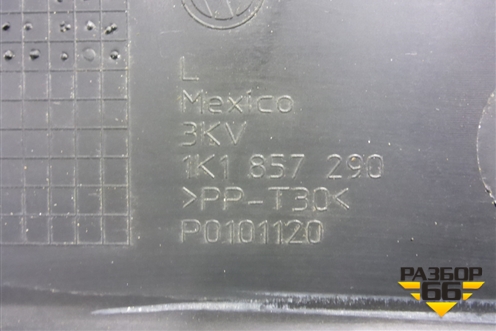 L
Mexico
3KV
1K1 857 290
>PP-T30<
P0101120
РАЗБОР
66